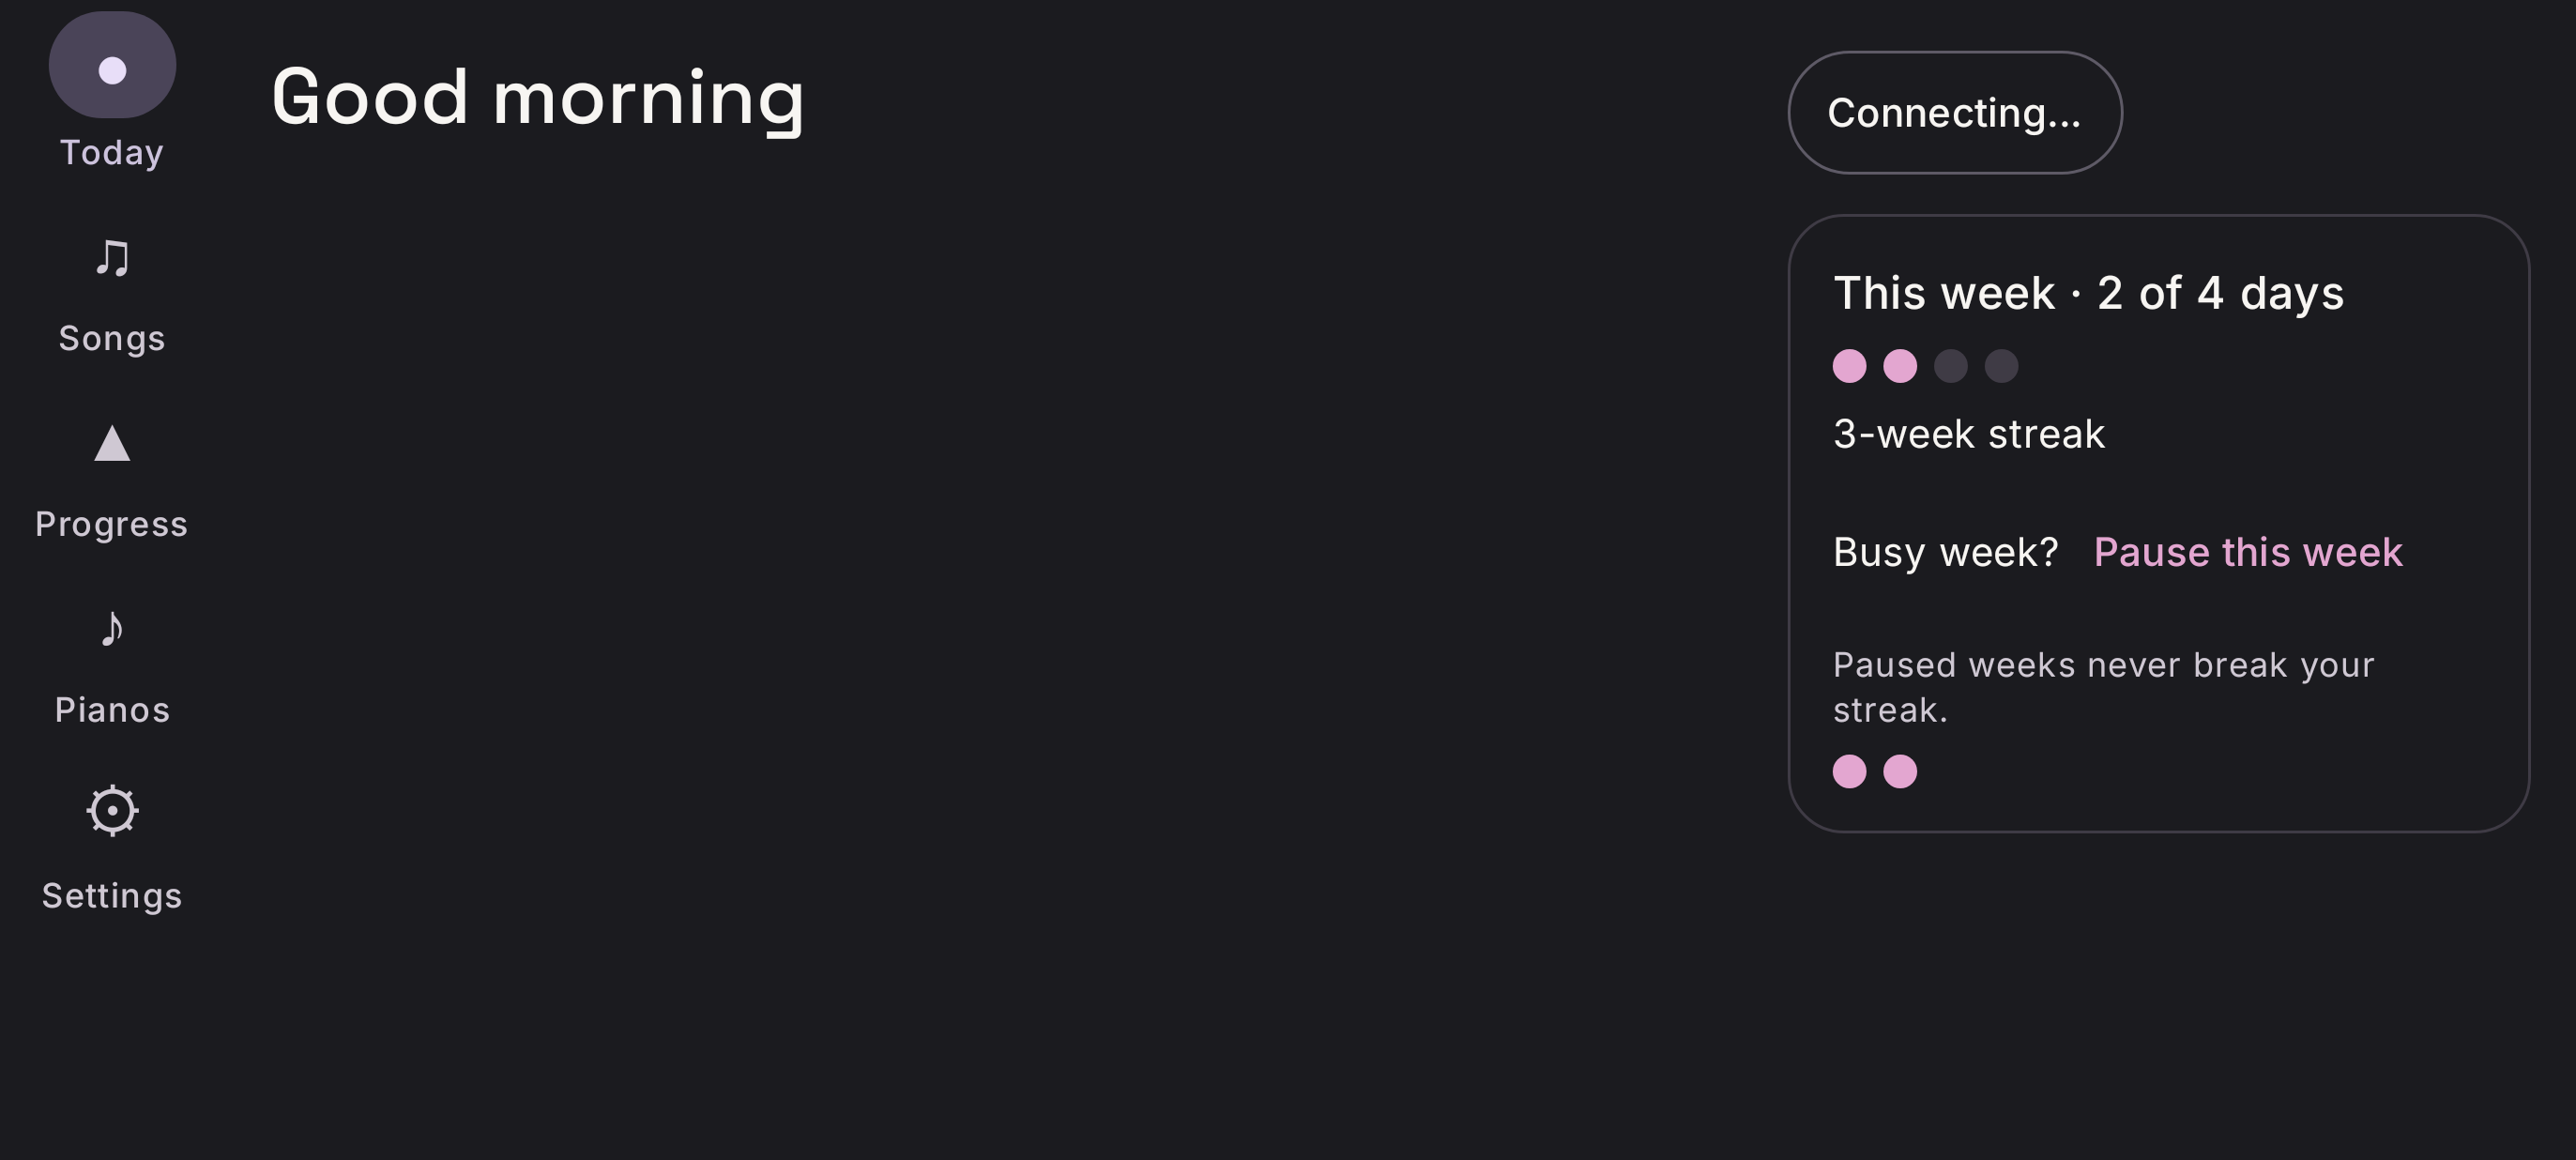 Today
Songs
Progress
Pianos
Settings
Good morning
Connecting...
This week · 2 of 4 days
3-week streak
Busy week? Pause this week
Paused weeks never break your
streak.